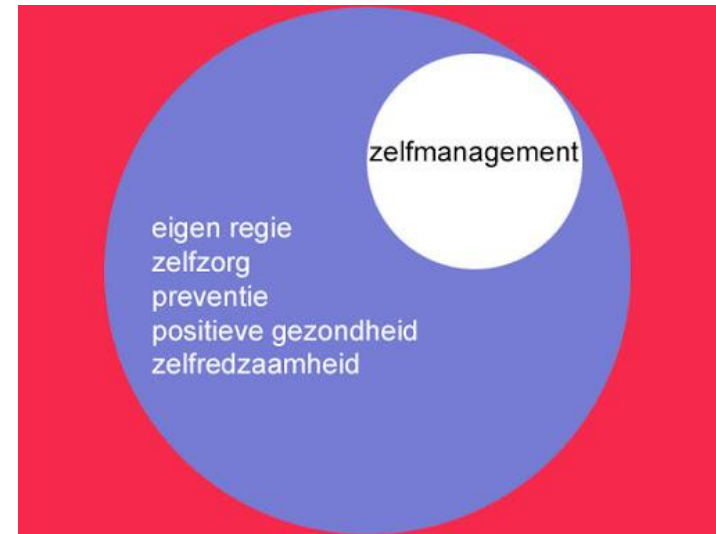 zelfmanagement
eigen regie
zelfzorg
preventie
positieve gezondheid
zelfredzaamheid